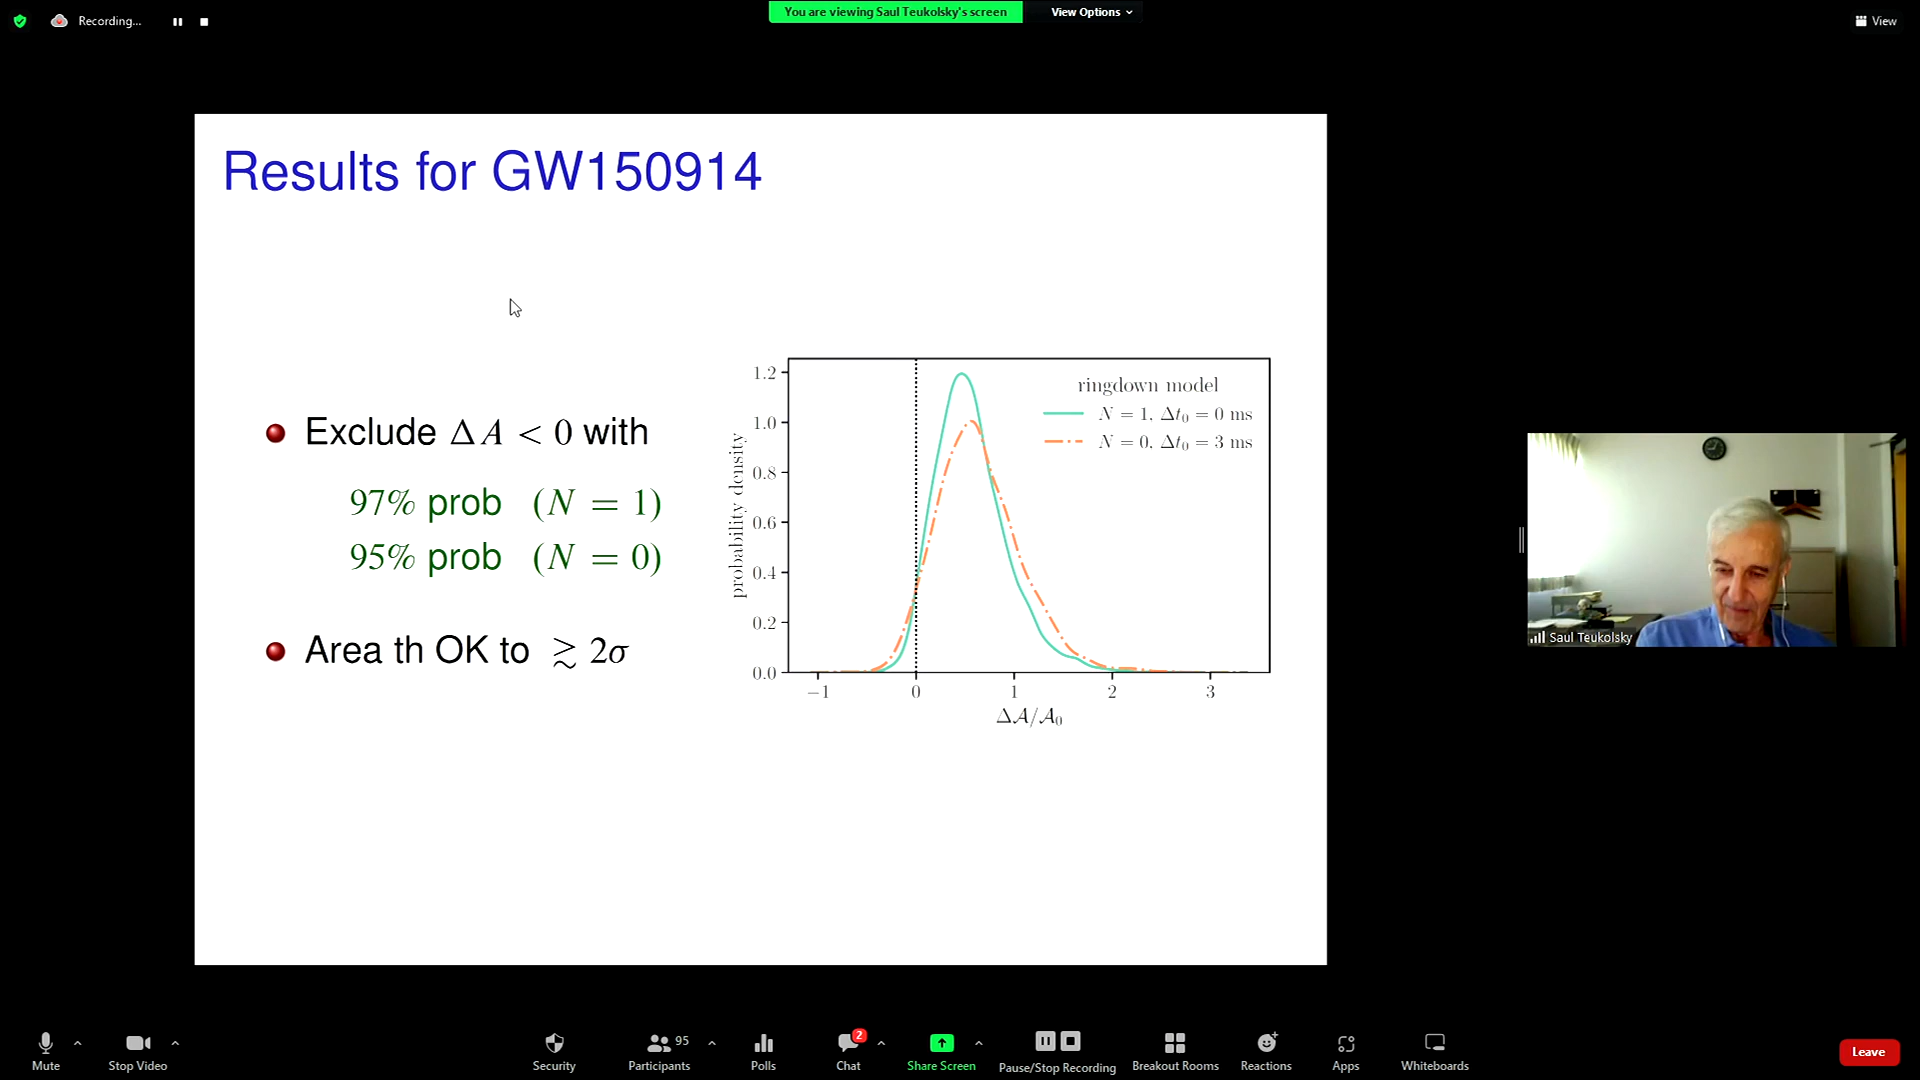 Recording...
You are viewing Saul Teukolsky's screen
View Options
View
Results for GW150914
Exclude Δ A < 0 with
97% prob (N = 1)
95% prob (N = 0)
Area th OK to ≳ 2σ
ringdown model
N = 1, Δt₀ = 0 ms
N = 0, Δt₀ = 3 ms
probability density
1.2
1.0
0.8
0.6
0.4
0.2
0.0
−1 0 1 2 3
Δ𝒜/𝒜₀
Saul Teukolsky
Mute
Stop Video
Security
95
Participants
Polls
2
Chat
Share Screen
Pause/Stop Recording
Breakout Rooms
Reactions
Apps
Whiteboards
Leave